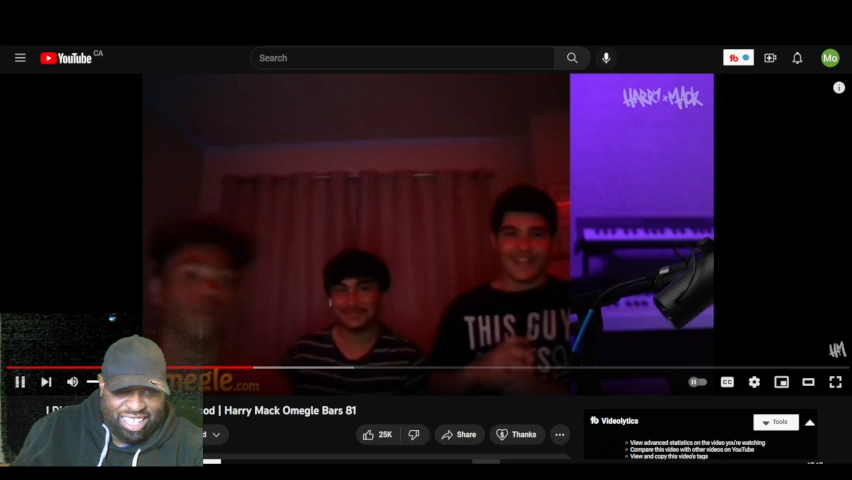 YouTube CA
Search
Mo
HARRY MACK
THIS GUY
HM
omegle.com
I D
od | Harry Mack Omegle Bars 81
25K
Share
Thanks
Videolytics
Tools
View advanced statistics on the video you're watching
Compare this video with other videos on YouTube
View and copy this video's tags